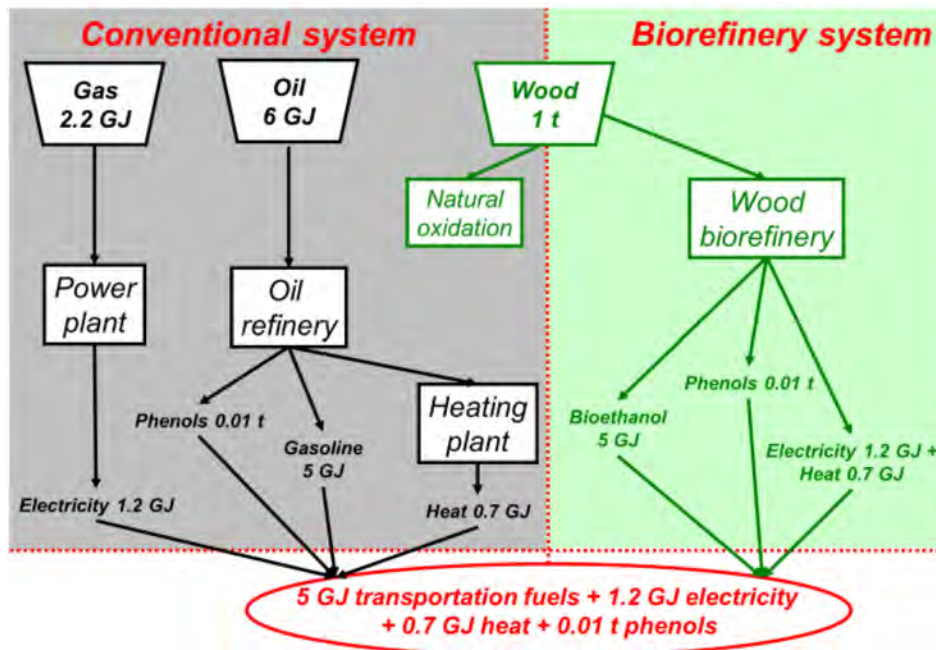 Conventional system
Biorefinery system
Gas
2.2 GJ
Oil
6 GJ
Wood
1 t
Natural
oxidation
Wood
biorefinery
Power
plant
Oil
refinery
Phenols 0.01 t
Gasoline
5 GJ
Heating
plant
Electricity 1.2 GJ
Heat 0.7 GJ
Bioethanol
5 GJ
Phenols 0.01 t
Electricity 1.2 GJ +
Heat 0.7 GJ
5 GJ transportation fuels + 1.2 GJ electricity
+ 0.7 GJ heat + 0.01 t phenols